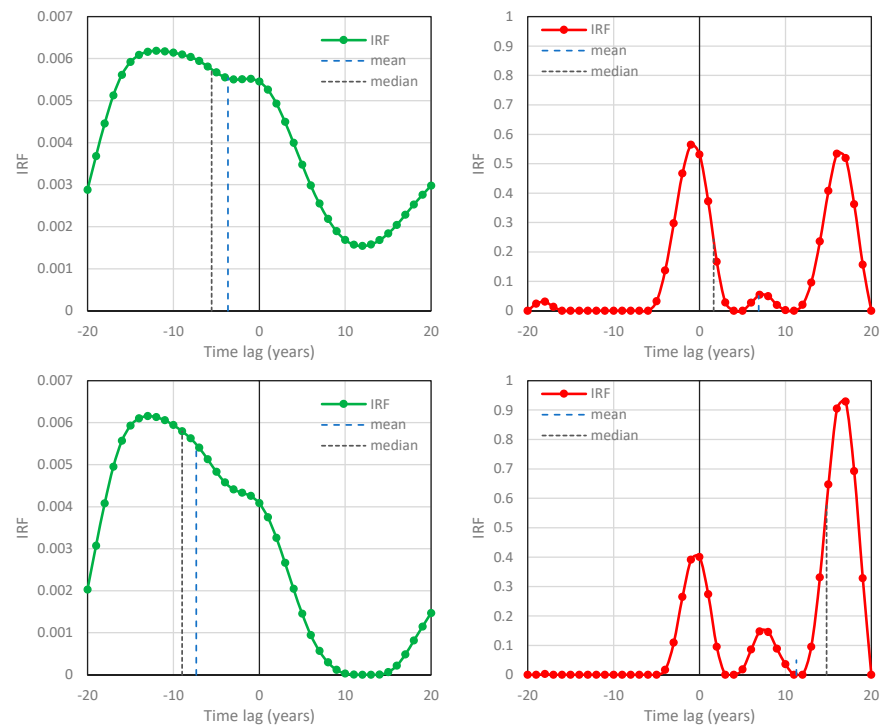 0.007
0.006
0.005
0.004
0.003
0.002
0.001
0
IRF
-20 -10 0 10 20
Time lag (years)
IRF
mean
median
1
0.9
0.8
0.7
0.6
0.5
0.4
0.3
0.2
0.1
0
IRF
-20 -10 0 10 20
Time lag (years)
IRF
mean
median
0.007
0.006
0.005
0.004
0.003
0.002
0.001
0
IRF
-20 -10 0 10 20
Time lag (years)
IRF
mean
median
1
0.9
0.8
0.7
0.6
0.5
0.4
0.3
0.2
0.1
0
IRF
-20 -10 0 10 20
Time lag (years)
IRF
mean
median